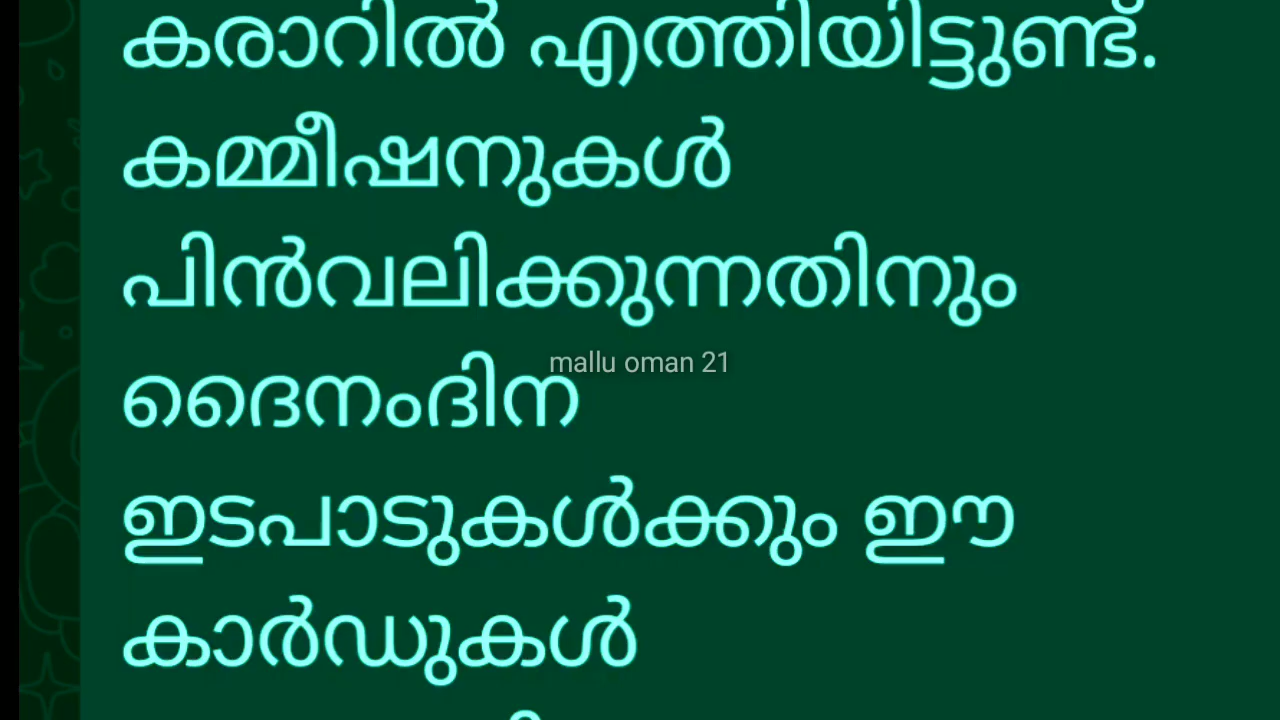 കരാറിൽ എത്തിയിട്ടുണ്ട്.
കമ്മീഷനുകൾ
പിൻവലിക്കുന്നതിനും
mallu oman 21
ദൈനംദിന
ഇടപാടുകൾക്കും ഈ
കാർഡുകൾ